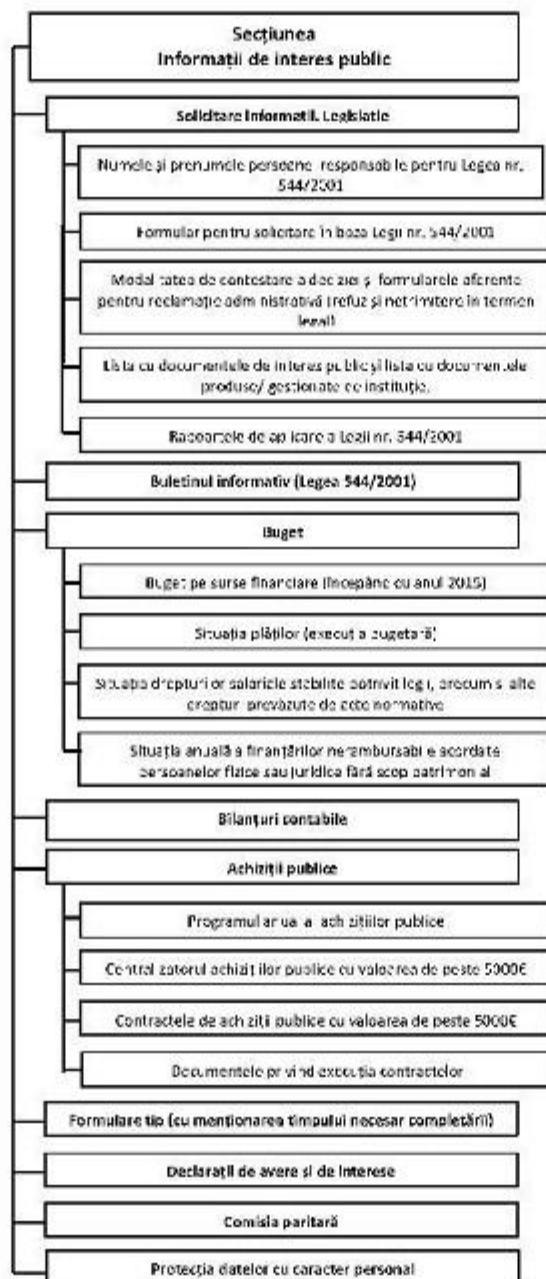 Secțiunea
Informații de interes public
Solicitare informatii. Legislatie
Numele și prenumele persoanei responsabile pentru Legea nr.
544/2001
Formular pentru solicitare în baza Legii nr. 544/2001
Modalitatea de contestare a deciziei și formularele aferente
pentru reclamație administrativă (refuz și netrimitere în termen
legal)
Lista cu documentele de interes public și lista cu documentele
produse/ gestionate de instituție.
Rapoartele de aplicare a Legii nr. 544/2001
Buletinul informativ (Legea 544/2001)
Buget
Buget pe surse financiare (începând cu anul 2015)
Situația plăților (execuția bugetară)
Situația drepturilor salariale stabilite potrivit legii, precum și alte
drepturi prevăzute de acte normative
Situația anuală a finanțărilor nerambursabile acordate
persoanelor fizice sau juridice fără scop patrimonial
Bilanțuri contabile
Achiziții publice
Programul anual al achizițiilor publice
Centralizatorul achizițiilor publice cu valoarea de peste 5000€
Contractele de achiziții publice cu valoarea de peste 5000€
Documentele privind execuția contractelor
Formulare tip (cu menționarea timpului necesar completării)
Declarații de avere și de interese
Comisia paritară
Protecția datelor cu caracter personal